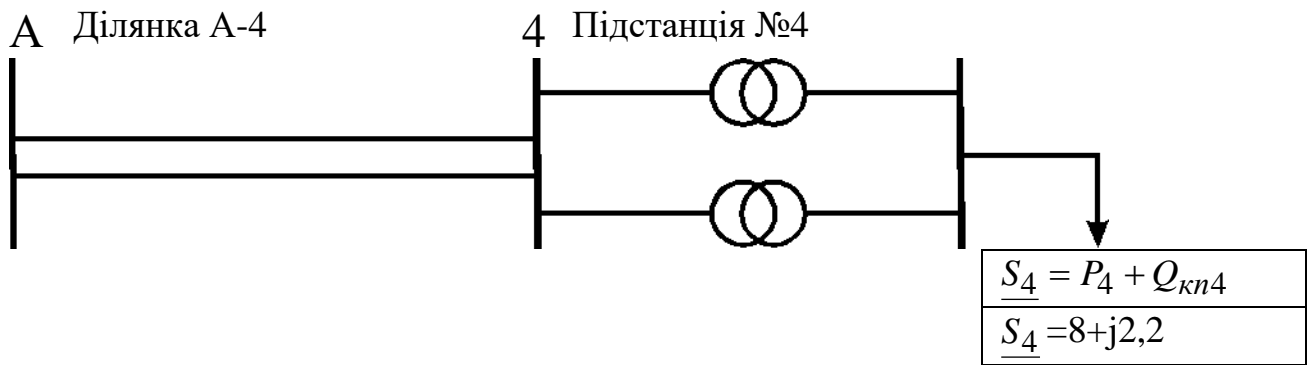 А Ділянка А-4 4 Підстанція №4
S4 = P4 + Qкп4
S4 =8+j2,2